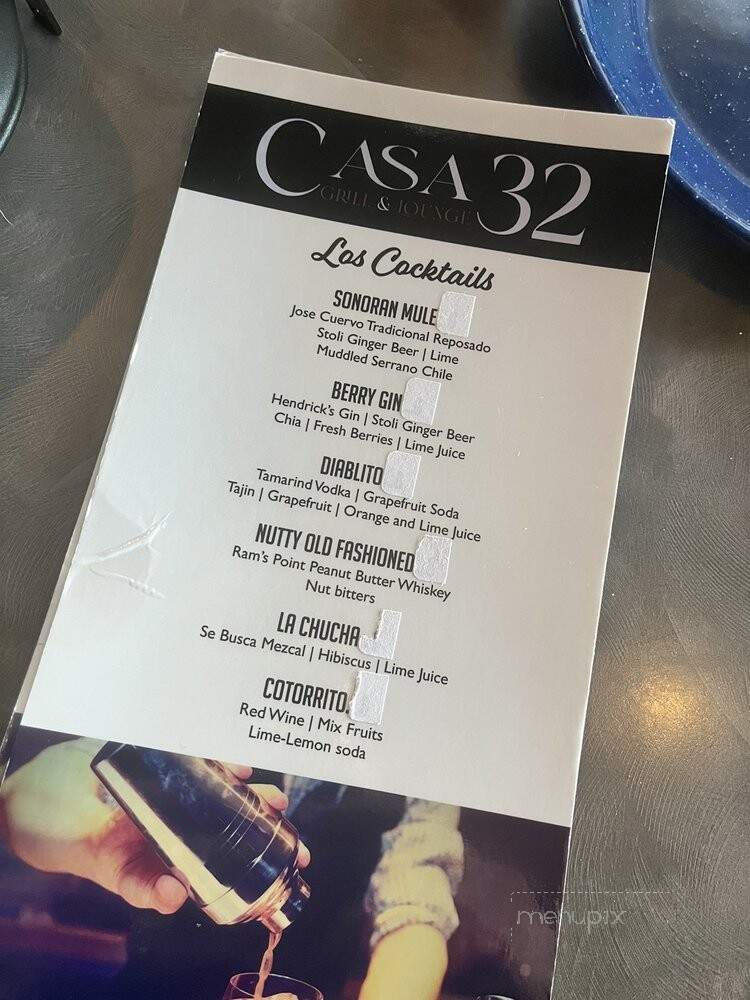 CASA 32
GRILL & LOUNGE
Los Cocktails
SONORAN MULE
Jose Cuervo Tradicional Reposado
Stoli Ginger Beer | Lime
Muddled Serrano Chile
BERRY GIN
Hendrick's Gin | Stoli Ginger Beer
Chia | Fresh Berries | Lime Juice
DIABLITO
Tamarind Vodka | Grapefruit Soda
Tajin | Grapefruit | Orange and Lime Juice
NUTTY OLD FASHIONED
Ram's Point Peanut Butter Whiskey
Nut bitters
LA CHUCHA
Se Busca Mezcal | Hibiscus | Lime Juice
COTORRITO.
Red Wine | Mix Fruits
Lime-Lemon soda
menupix